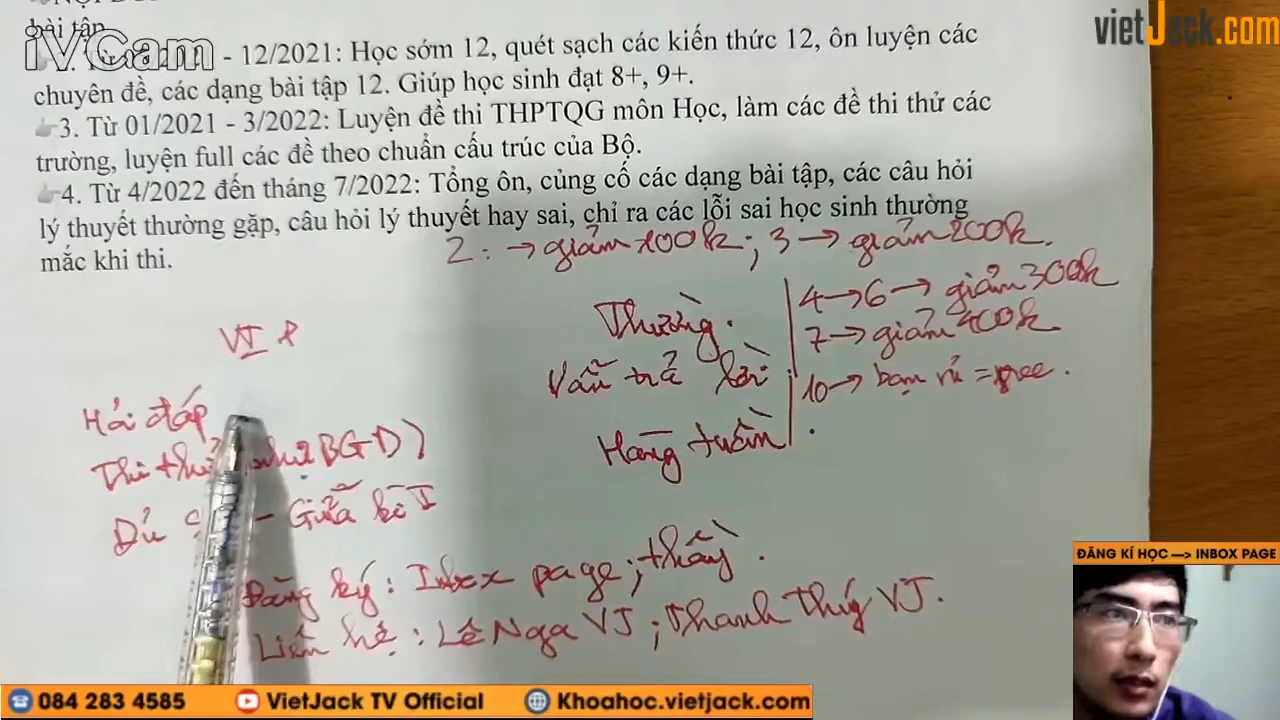 bài tập
iVCam
vietJack.com
- 12/2021: Học sớm 12, quét sạch các kiến thức 12, ôn luyện các
chuyên đề, các dạng bài tập 12. Giúp học sinh đạt 8+, 9+.
3. Từ 01/2021 - 3/2022: Luyện đề thi THPTQG môn Học, làm các đề thi thử các
trường, luyện full các đề theo chuẩn cấu trúc của Bộ.
4. Từ 4/2022 đến tháng 7/2022: Tổng ôn, củng cố các dạng bài tập, các câu hỏi
lý thuyết thường gặp, câu hỏi lý thuyết hay sai, chỉ ra các lỗi sai học sinh thường
mắc khi thi.
2: → giảm 100k; 3 → giảm 200k.
4 → 6 → giảm 300k
7 → giảm 400k
10 → bạn = free.
VIP
Thường.
Vẫn trả lời
Hàng tuần
Hỏi đáp
Thi thử BGD)
Đủ - Giữa kì I
Đăng ký: Inbox page; thầy.
Liên hệ: Lê Nga VJ; Thanh Thúy VJ.
ĐĂNG KÍ HỌC —> INBOX PAGE
084 283 4585
VietJack TV Official
Khoahoc.vietjack.com